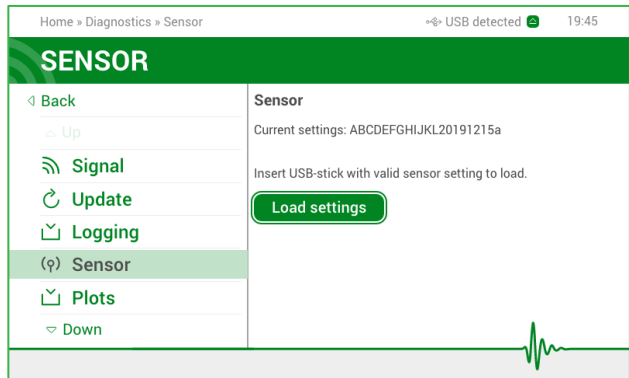 Home » Diagnostics » Sensor
USB detected
19:45
SENSOR
Back
Up
Signal
Update
Logging
Sensor
Plots
Down
Sensor
Current settings: ABCDEFGHIJKL20191215a
Insert USB-stick with valid sensor setting to load.
Load settings